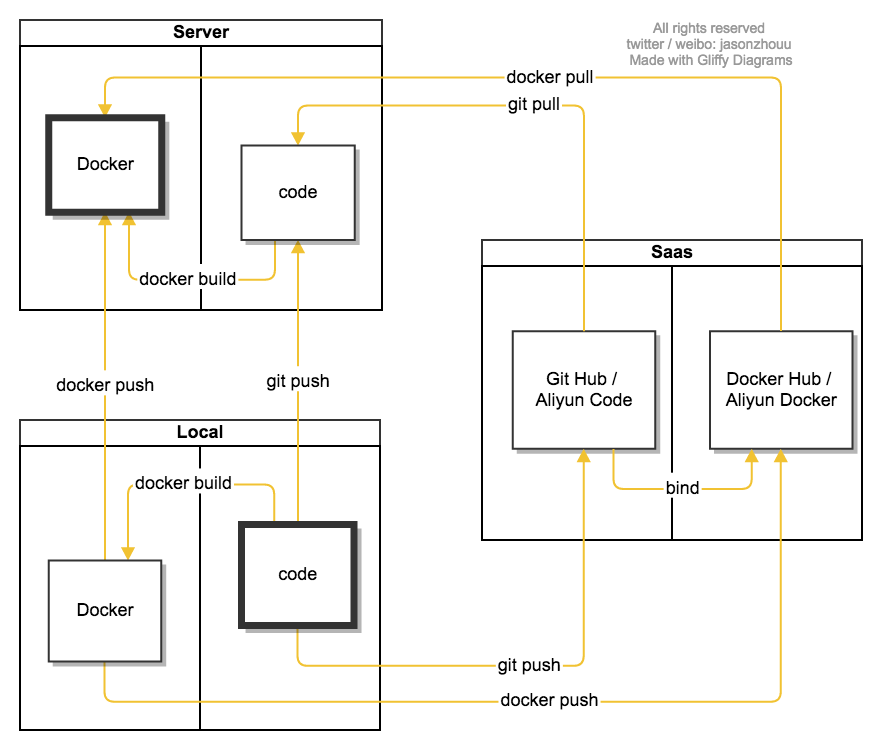 Server
All rights reserved
twitter / weibo: jasonzhouu
Made with Gliffy Diagrams
docker pull
git pull
Docker
code
docker build
Saas
Git Hub /
Aliyun Code
Docker Hub /
Aliyun Docker
bind
docker push
git push
Local
docker build
code
Docker
git push
docker push